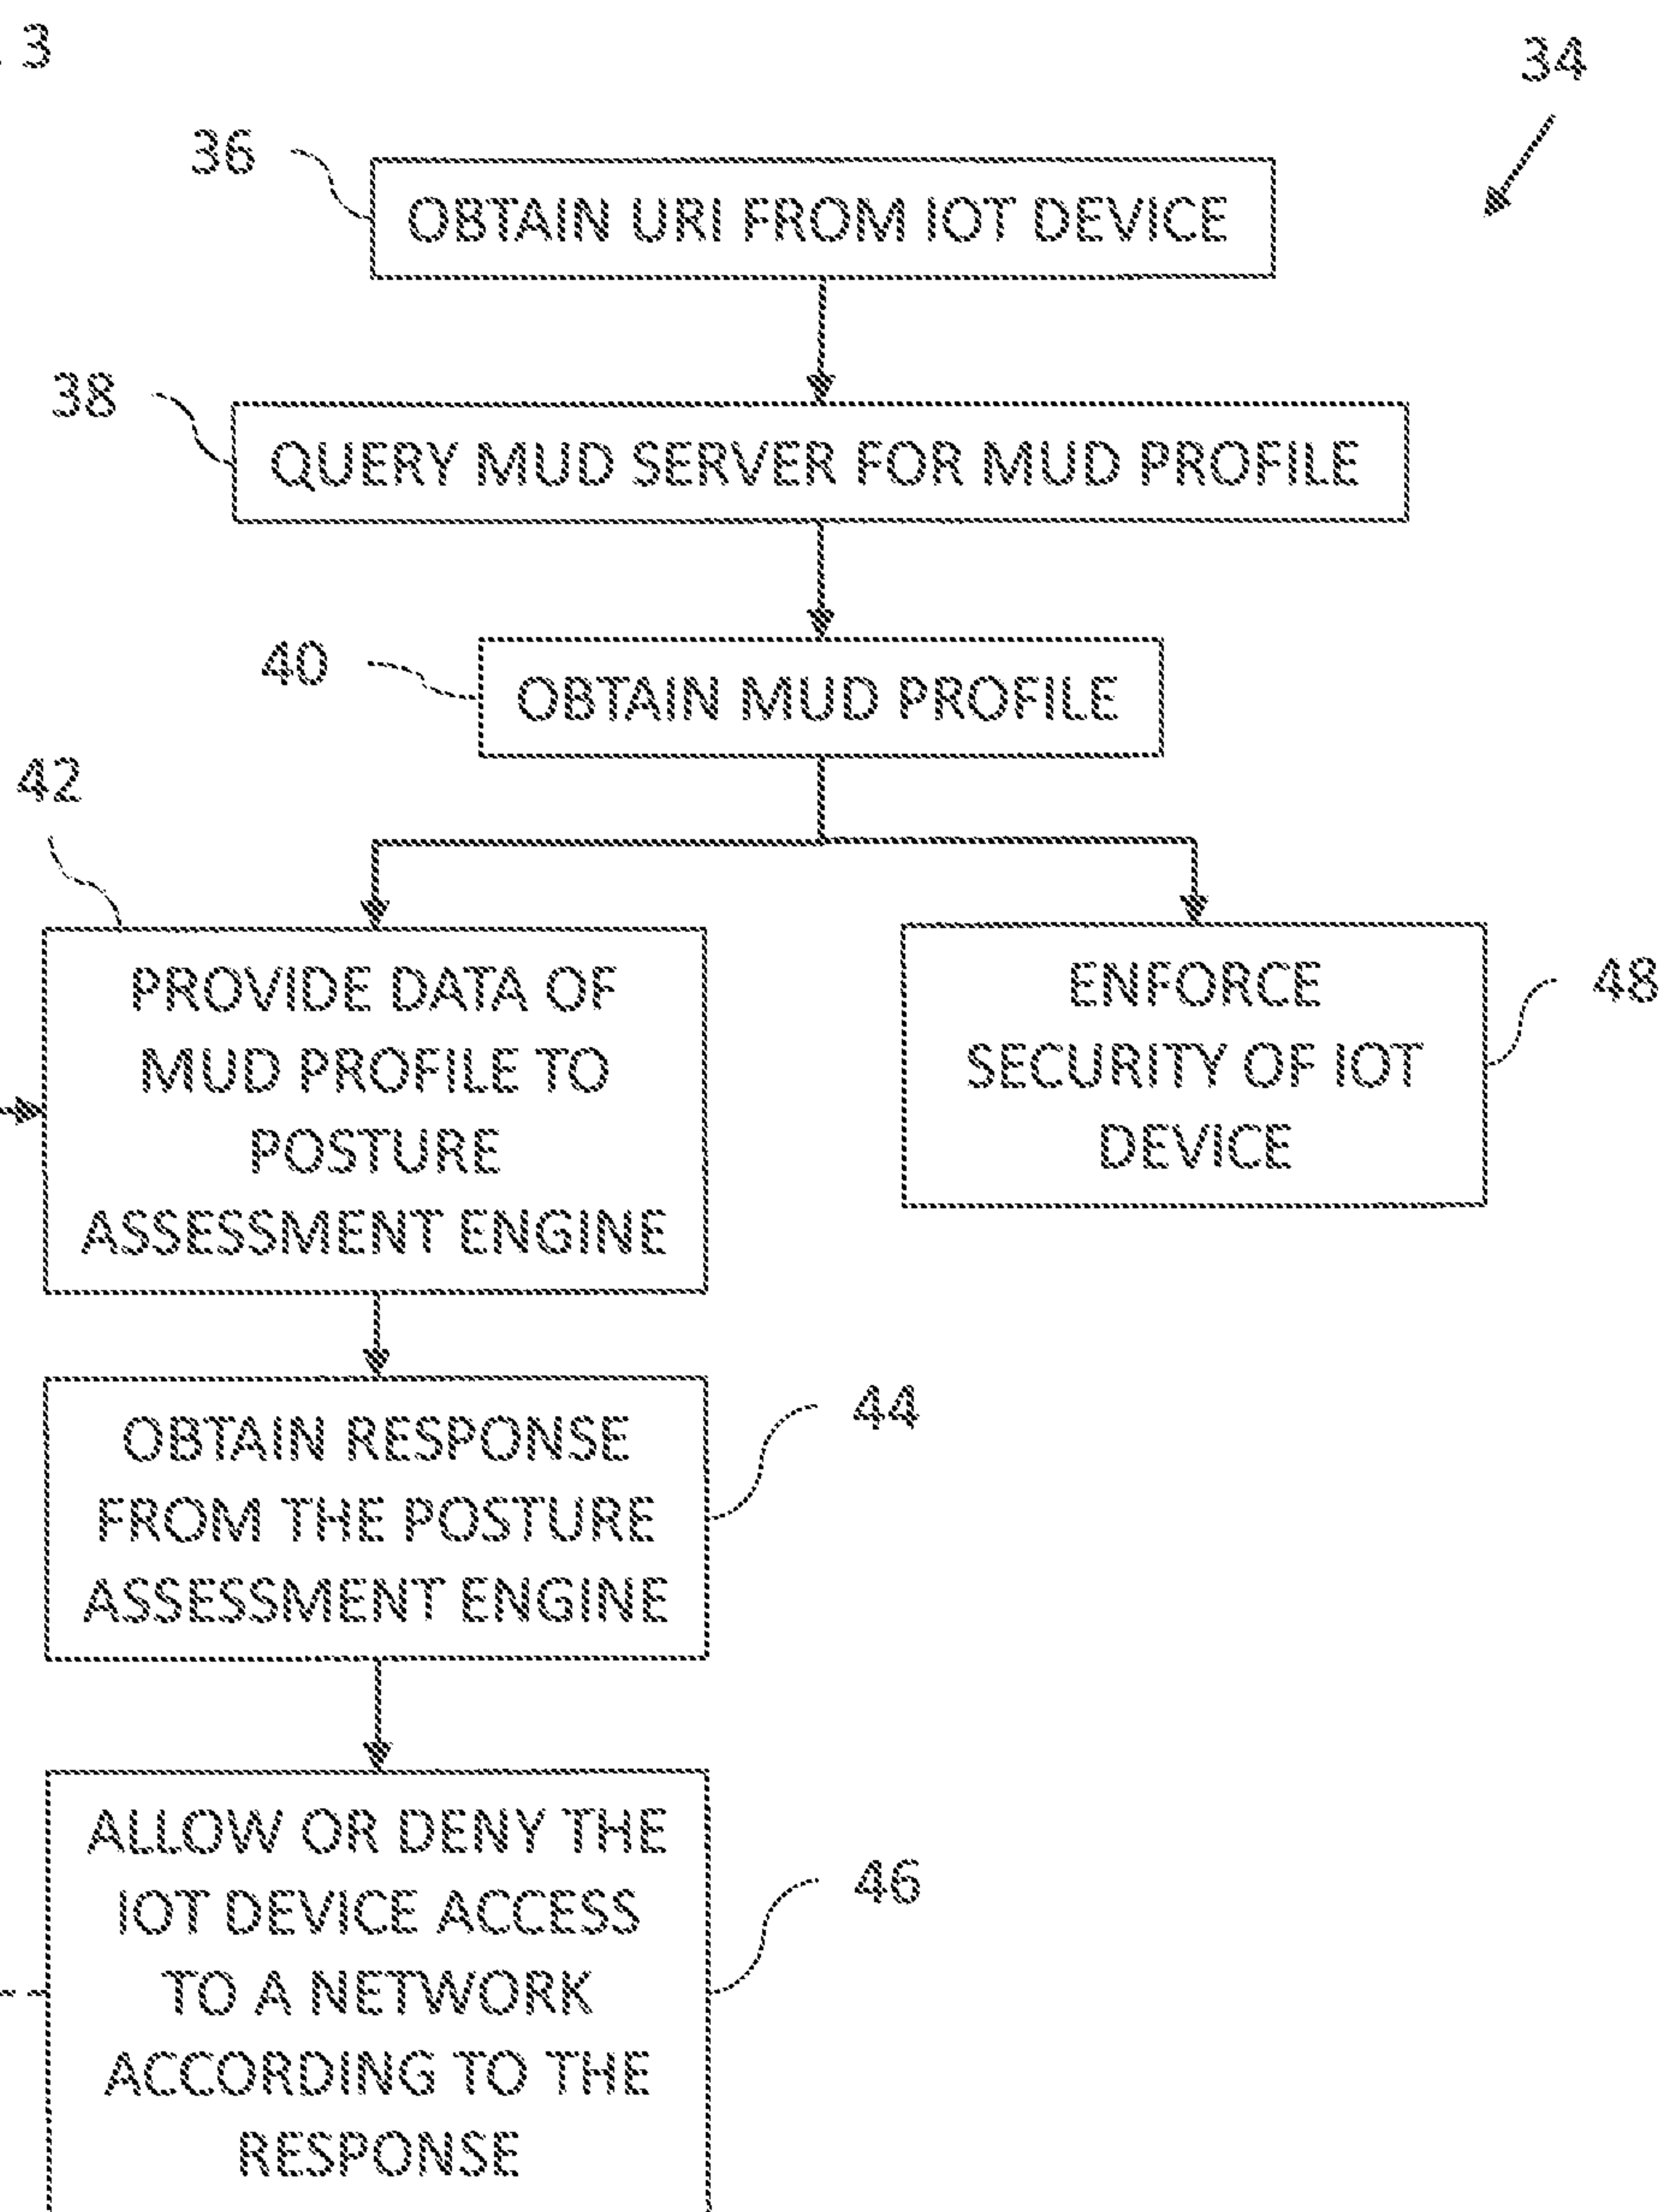 . 3
34
36
OBTAIN URI FROM IOT DEVICE
38
QUERY MUD SERVER FOR MUD PROFILE
40
OBTAIN MUD PROFILE
42
PROVIDE DATA OF
MUD PROFILE TO
POSTURE
ASSESSMENT ENGINE
ENFORCE
SECURITY OF IOT
DEVICE
48
OBTAIN RESPONSE
FROM THE POSTURE
ASSESSMENT ENGINE
44
ALLOW OR DENY THE
IOT DEVICE ACCESS
TO A NETWORK
ACCORDING TO THE
RESPONSE
46